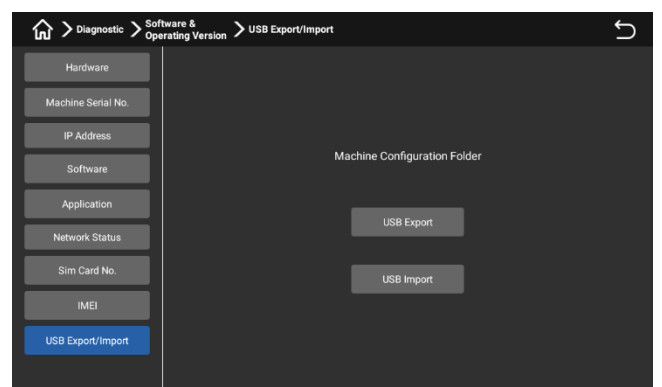 Diagnostic
Software &
Operating Version
USB Export/Import
Hardware
Machine Serial No.
IP Address
Software
Application
Network Status
Sim Card No.
IMEI
USB Export/Import
Machine Configuration Folder
USB Export
USB Import